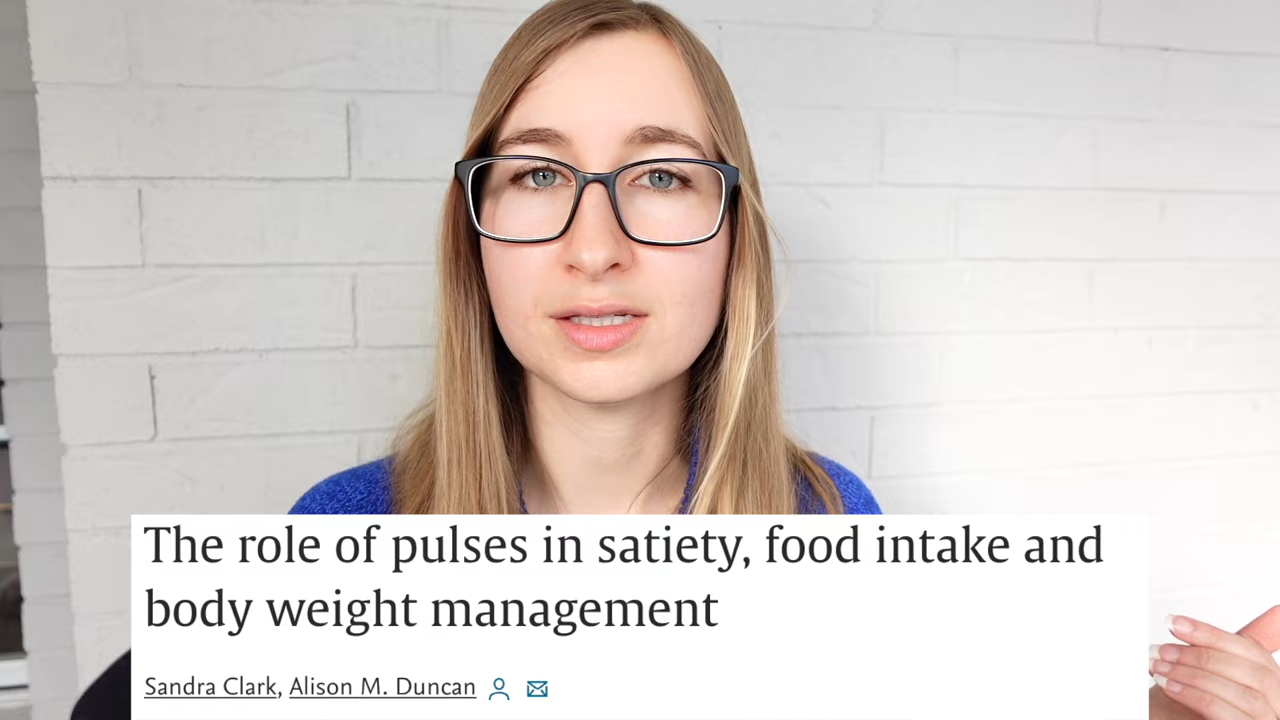 The role of pulses in satiety, food intake and
body weight management
Sandra Clark, Alison M. Duncan